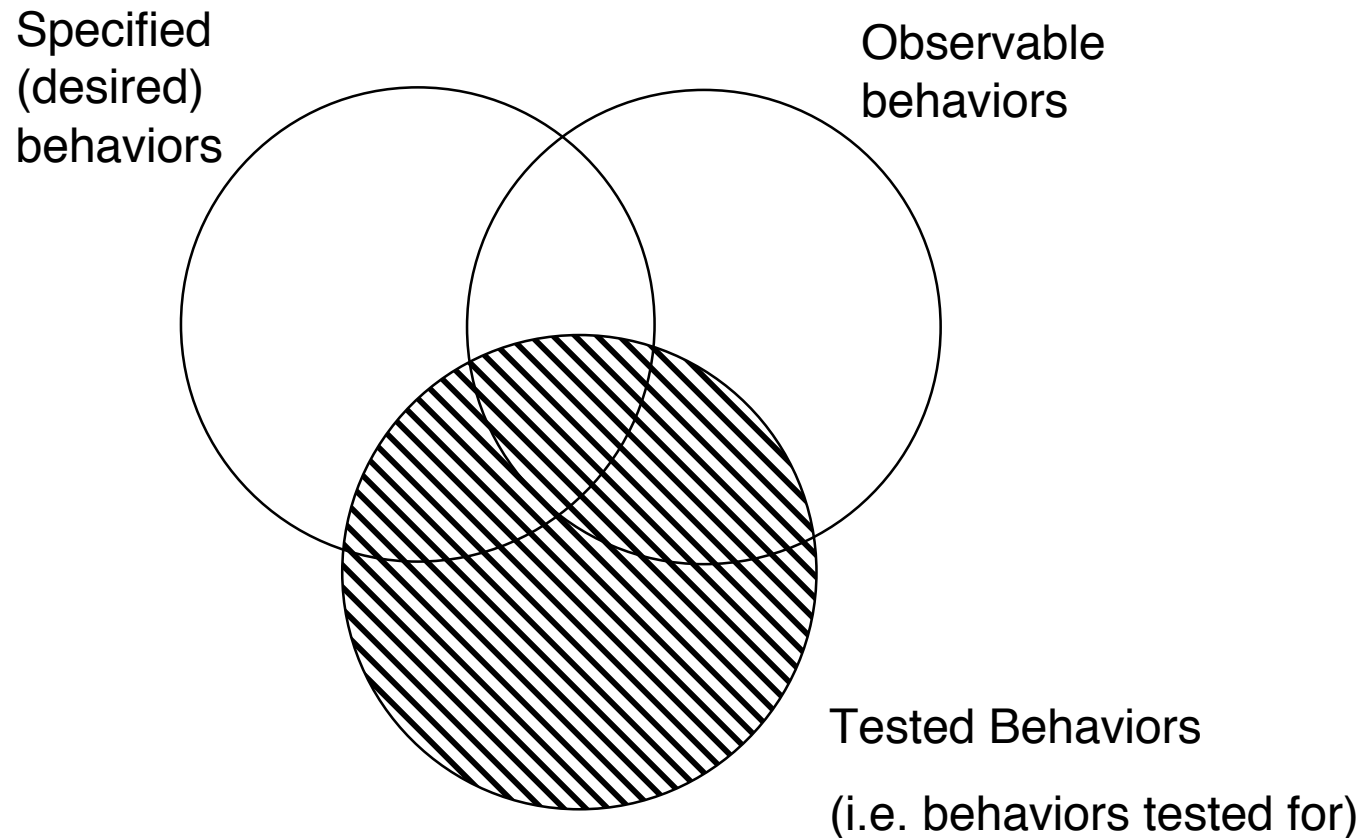 Specified
(desired)
behaviors
Observable
behaviors
Tested Behaviors
(i.e. behaviors tested for)